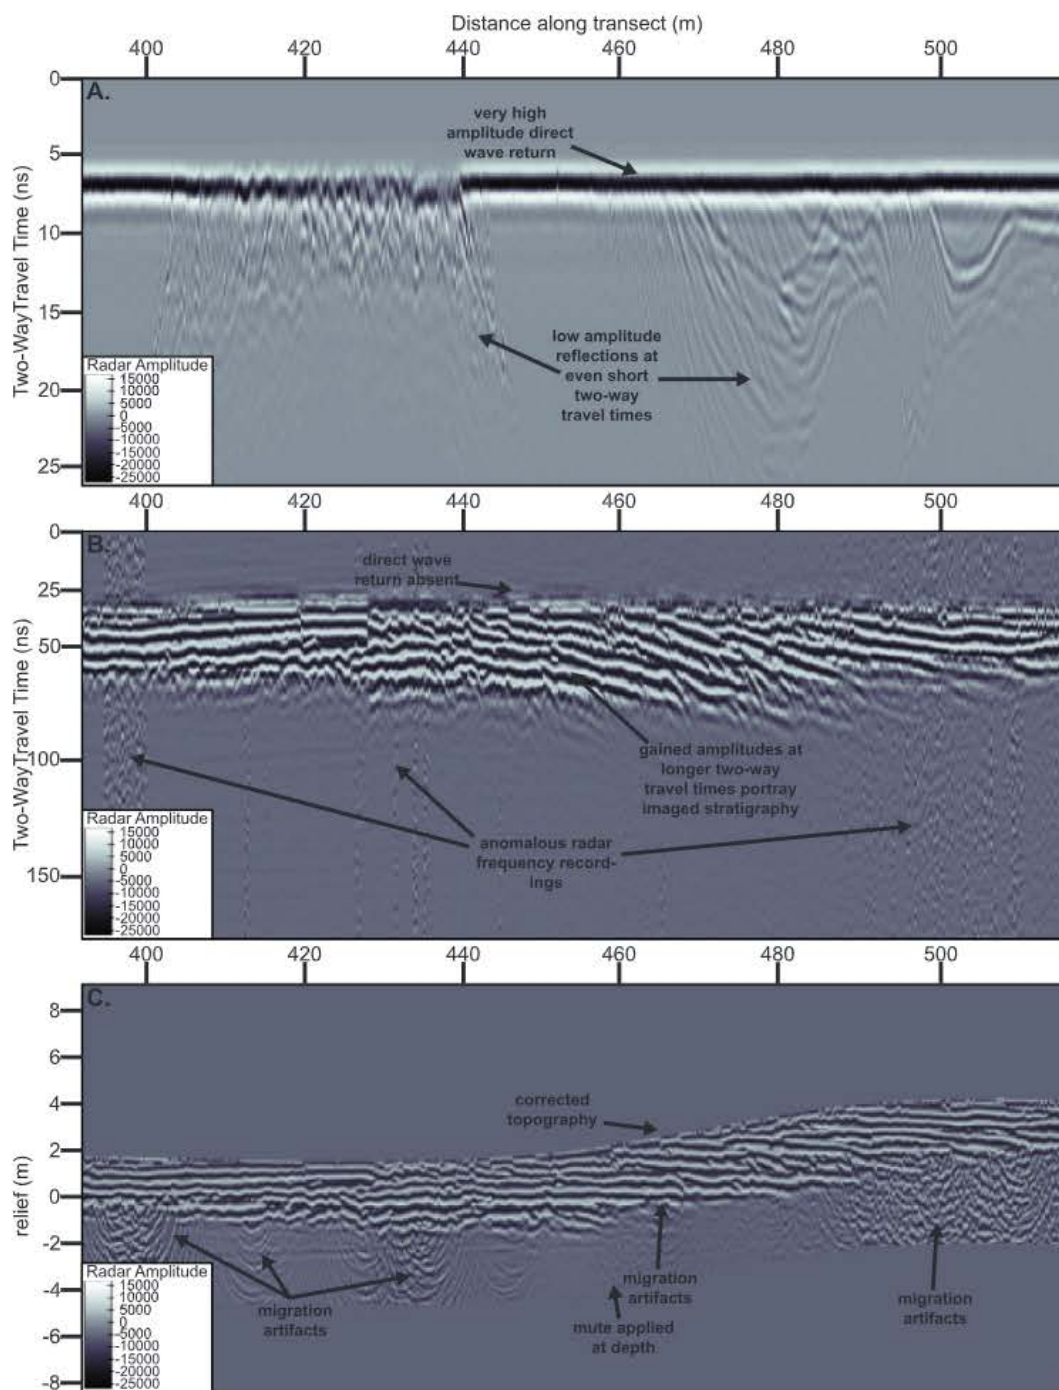 Distance along transect (m)
400 420 440 460 480 500
A.
0
5
10
15
20
25
Two-WayTravel Time (ns)
very high
amplitude direct
wave return
low amplitude
reflections at
even short
two-way
travel times
Radar Amplitude
15000
10000
5000
0
-5000
-10000
-15000
-20000
-25000
400 420 440 460 480 500
B.
0
25
50
100
150
Two-WayTravel Time (ns)
direct wave
return absent
gained amplitudes at
longer two-way
travel times portray
imaged stratigraphy
anomalous radar
frequency record-
ings
Radar Amplitude
15000
10000
5000
0
-5000
-10000
-15000
-20000
-25000
400 420 440 460 480 500
C.
8
6
4
2
0
-2
-4
-6
-8
relief (m)
corrected
topography
migration
artifacts
migration
artifacts
mute applied
at depth
migration
artifacts
Radar Amplitude
15000
10000
5000
0
-5000
-10000
-15000
-20000
-25000